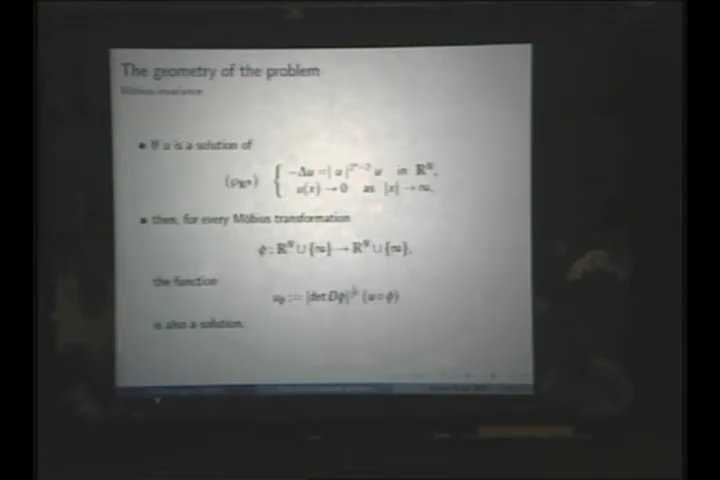 The geometry of the problem
Möbius invariance
• If u is a solution of
(℘_{ℝ^N}) { −Δu = |u|^{2*−2} u in ℝ^N,
u(x) → 0 as |x| → ∞,
• then, for every Möbius transformation
ϕ : ℝ^N ∪ {∞} → ℝ^N ∪ {∞},
the function
u_ϕ := |det Dϕ|^{1/2*} (u ∘ ϕ)
is also a solution.